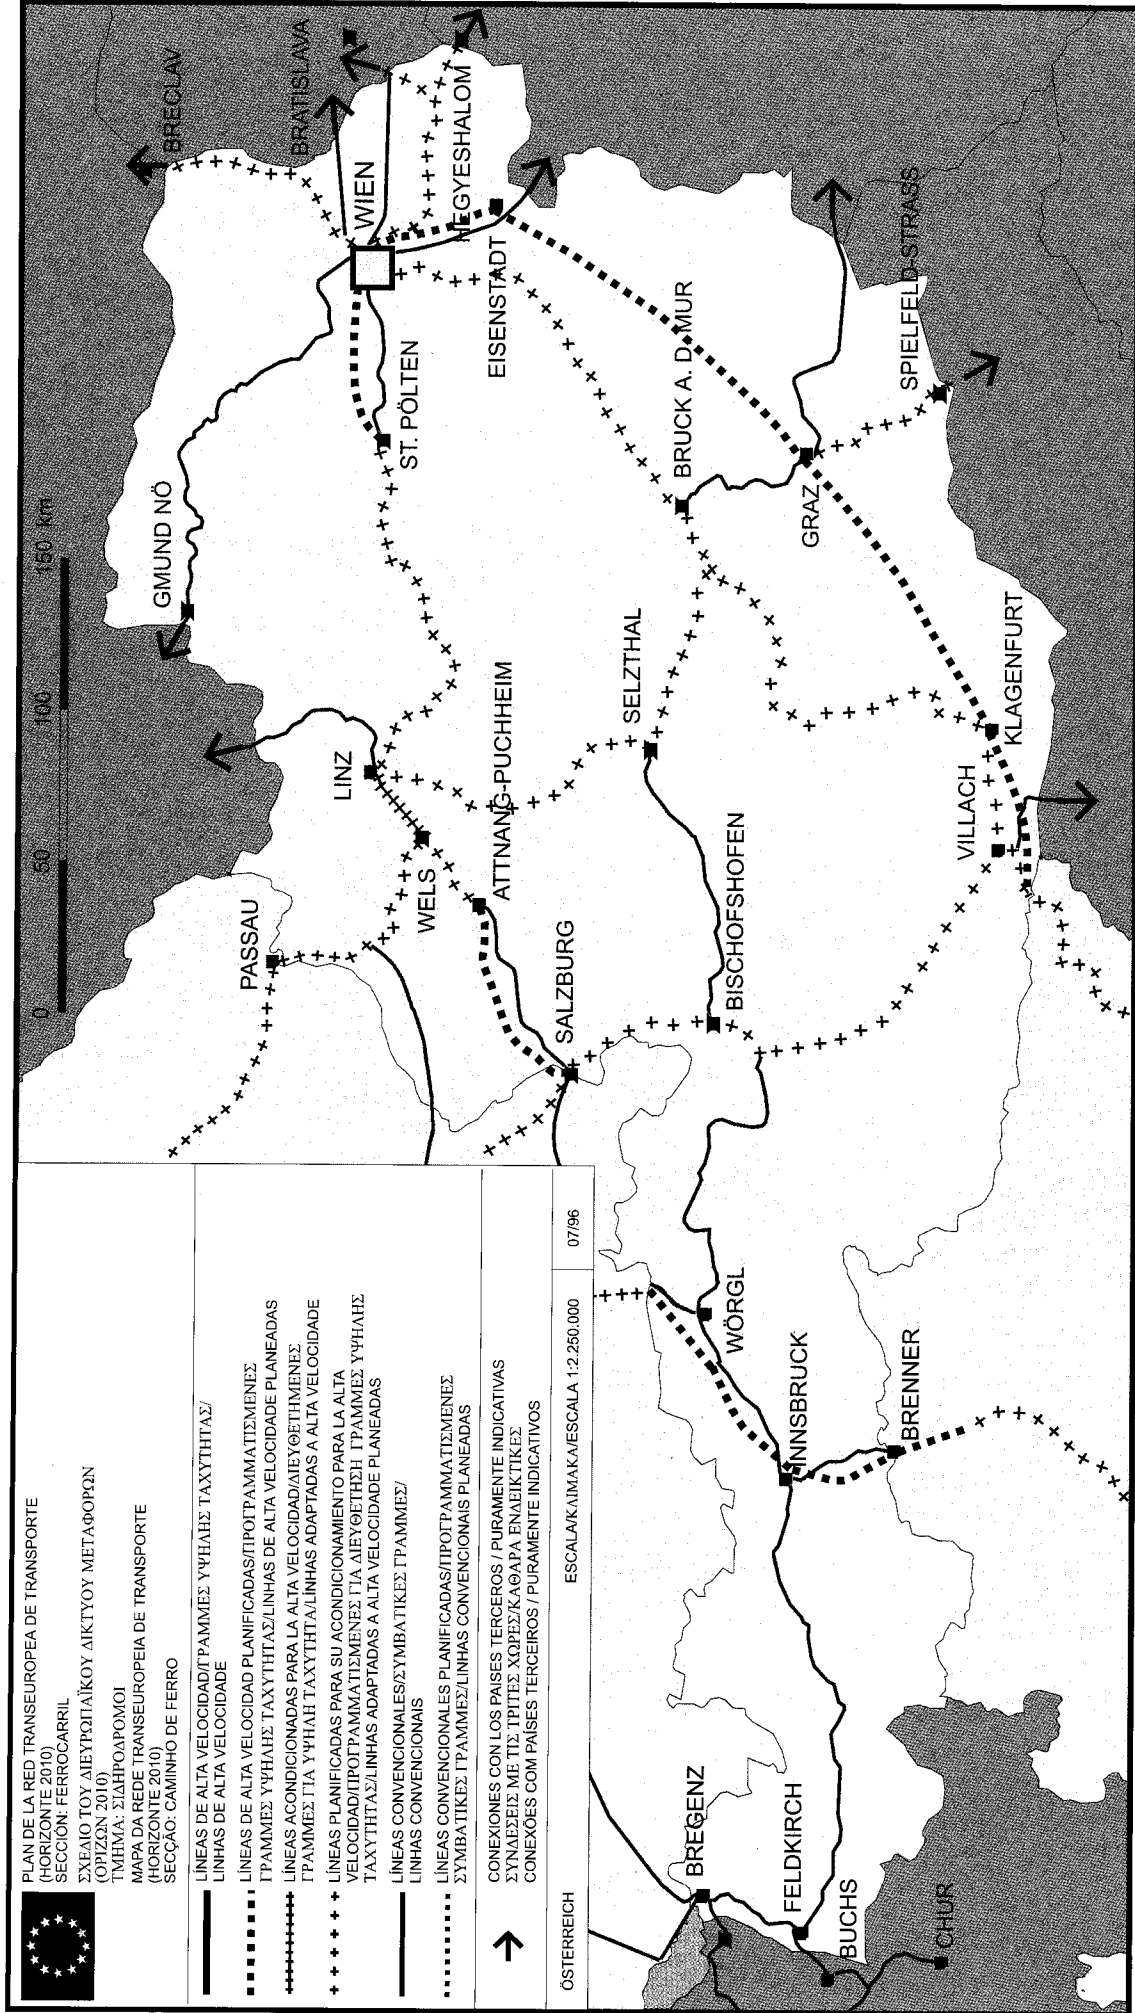 PLAN DE LA RED TRANSEUROPEA DE TRANSPORTE
(HORIZONTE 2010)
SECCIÓN: FERROCARRIL
ΣΧΕΔΙΟ ΤΟΥ ΔΙΕΥΡΩΠΑΪΚΟΥ ΔΙΚΤΥΟΥ ΜΕΤΑΦΟΡΩΝ
(ΟΡΙΖΩΝ 2010)
ΤΜΗΜΑ: ΣΙΔΗΡΟΔΡΟΜΟΙ
MAPA DA REDE TRANSEUROPEIA DE TRANSPORTE
(HORIZONTE 2010)
SECÇÃO: CAMINHO DE FERRO
LÍNEAS DE ALTA VELOCIDAD/ΓΡΑΜΜΕΣ ΥΨΗΛΗΣ ΤΑΧΥΤΗΤΑΣ/
LINHAS DE ALTA VELOCIDADE
LÍNEAS DE ALTA VELOCIDAD PLANIFICADAS/ΠΡΟΓΡΑΜΜΑΤΙΣΜΕΝΕΣ
ΓΡΑΜΜΕΣ ΥΨΗΛΗΣ ΤΑΧΥΤΗΤΑΣ/LINHAS DE ALTA VELOCIDADE PLANEADAS
LÍNEAS ACONDICIONADAS PARA LA ALTA VELOCIDAD/ΔΙΕΥΘΕΤΗΜΕΝΕΣ
ΓΡΑΜΜΕΣ ΓΙΑ ΥΨΗΛΗ ΤΑΧΥΤΗΤΑ/LÍNHAS ADAPTADAS A ALTA VELOCIDADE
LÍNEAS PLANIFICADAS PARA SU ACONDICIONAMIENTO PARA LA ALTA
VELOCIDAD/ΠΡΟΓΡΑΜΜΑΤΙΣΜΕΝΕΣ ΓΙΑ ΔΙΕΥΘΕΤΗΣΗ ΓΡΑΜΜΕΣ ΥΨΗΛΗΣ
ΤΑΧΥΤΗΤΑΣ/LINHAS ADAPTADAS A ALTA VELOCIDADE PLANEADAS
LÍNEAS CONVENCIONALES/ΣΥΜΒΑΤΙΚΕΣ ΓΡΑΜΜΕΣ/
LINHAS CONVENCIONAIS
LÍNEAS CONVENCIONALES PLANIFICADAS/ΠΡΟΓΡΑΜΜΑΤΙΣΜΕΝΕΣ
ΣΥΜΒΑΤΙΚΕΣ ΓΡΑΜΜΕΣ/LINHAS CONVENCIONAIS PLANEADAS
CONEXIONES CON LOS PAISES TERCEROS / PURAMENTE INDICATIVAS
ΣΥΝΔΕΣΕΙΣ ΜΕ ΤΙΣ ΤΡΙΤΕΣ ΧΩΡΕΣ/ΚΑΘΑΡΑ ΕΝΔΕΙΚΤΙΚΕΣ
CONEXÕES COM PAÍSES TERCEIROS / PURAMENTE INDICATIVOS
ÖSTERREICH
ESCALA/ΚΛΙΜΑΚΑ/ESCALA 1:2.250.000
07/96
0
50
100
150 km
BRECLAV
BRATISLAVA
WIEN
HEGYESHALOM
EISENSTADT
GMUND NÖ
ST. PÖLTEN
LINZ
PASSAU
WELS
ATTNANG-PUCHHEIM
SALZBURG
SELZTHAL
BRUCK A. D. MUR
SPIELFELD-STRASS
GRAZ
KLAGENFURT
VILLACH
BISCHOFSHOFEN
WÖRGL
INNSBRUCK
BRENNER
BREGENZ
FELDKIRCH
BUCHS
CHUR